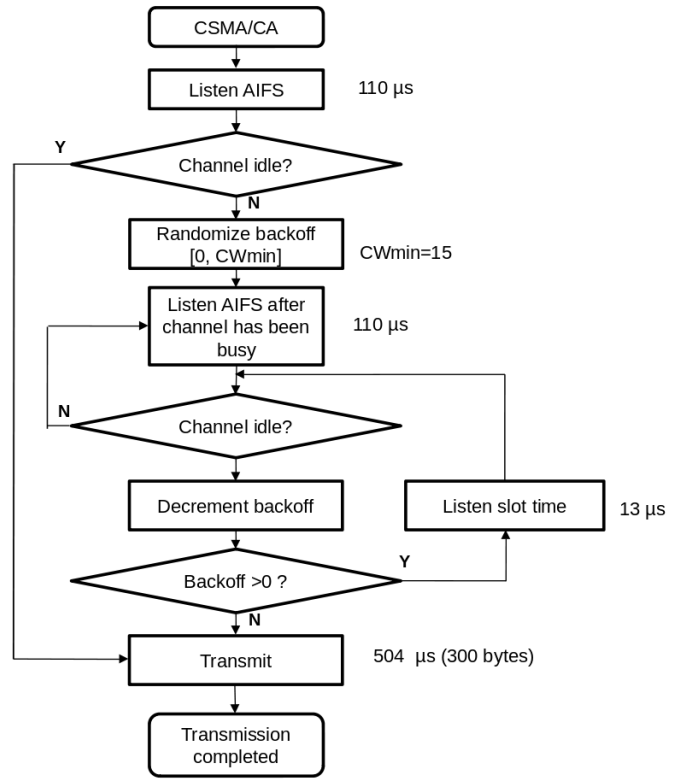 CSMA/CA
Listen AIFS
110 µs
Y
Channel idle?
N
Randomize backoff
[0, CWmin]
CWmin=15
Listen AIFS after
channel has been
busy
110 µs
N
Channel idle?
Decrement backoff
Listen slot time
13 µs
Backoff >0 ?
Y
N
Transmit
504  µs (300 bytes)
Transmission
completed